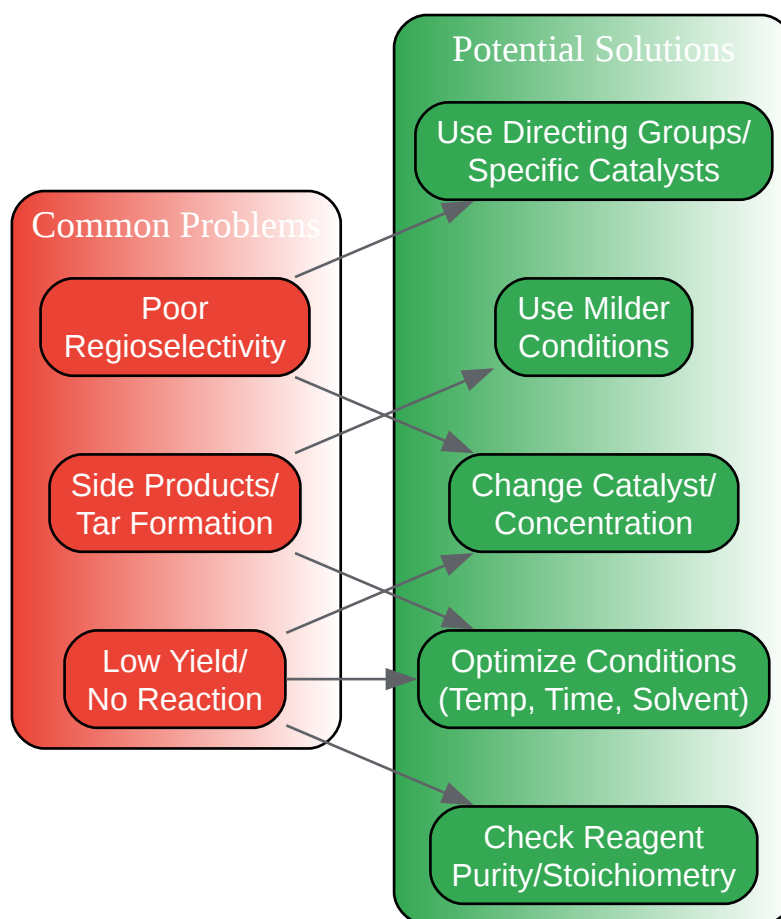 Common Problems
Poor
Regioselectivity
Side Products/
Tar Formation
Low Yield/
No Reaction
Potential Solutions
Use Directing Groups/
Specific Catalysts
Use Milder
Conditions
Change Catalyst/
Concentration
Optimize Conditions
(Temp, Time, Solvent)
Check Reagent
Purity/Stoichiometry